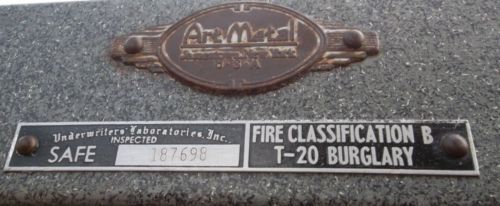 Art Metal
U.S.A.
Underwriters' Laboratories, Inc.
INSPECTED
SAFE 187698
FIRE CLASSIFICATION B
T-20 BURGLARY